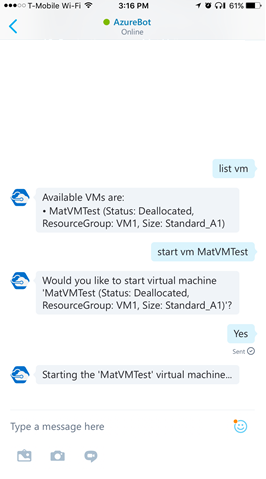 T-Mobile Wi-Fi 3:16 PM 61%
AzureBot
Online
list vm
Available VMs are:
• MatVMTest (Status: Deallocated,
ResourceGroup: VM1, Size: Standard_A1)
start vm MatVMTest
Would you like to start virtual machine
'MatVMTest (Status: Deallocated,
ResourceGroup: VM1, Size: Standard_A1)'?
Yes
Sent
Starting the 'MatVMTest' virtual machine...
Type a message here